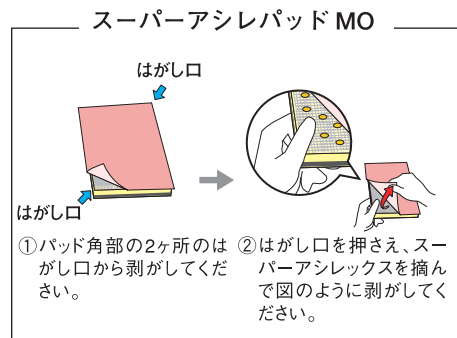 スーパーアシレパッド MO
はがし口
はがし口
①パッド角部の2ヶ所のは
がし口から剥がしてくだ
さい。
②はがし口を押さえ、スー
パーアシレックスを摘ん
で図のように剥がしてく
ださい。